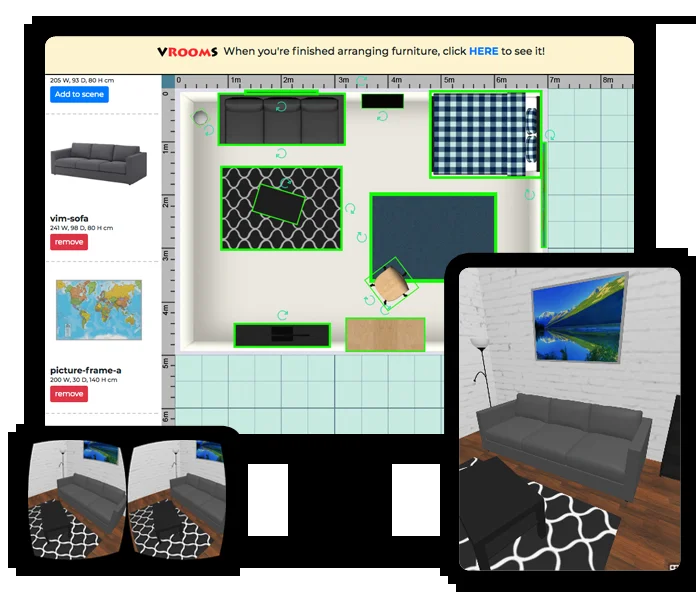 VROOMS When you're finished arranging furniture, click HERE to see it!
205 W, 93 D, 80 H cm
Add to scene
vim-sofa
241 W, 98 D, 80 H cm
remove
picture-frame-a
200 W, 30 D, 140 H cm
remove
0 1m 2m 3m 4m 5m 6m 7m 8m
0
1m
2m
3m
4m
5m
6m